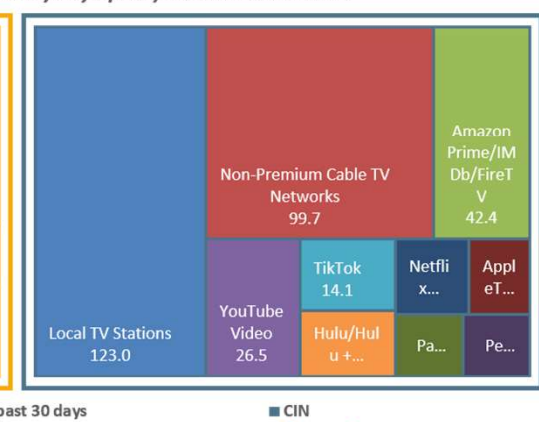 Non-Premium Cable TV
Networks
99.7
Amazon
Prime/IM
Db/FireT
V
42.4
Local TV Stations
123.0
YouTube
Video
26.5
TikTok
14.1
Netfli
x...
Appl
eT...
Hulu/Hul
u +...
Pa...
Pe...
past 30 days
CIN